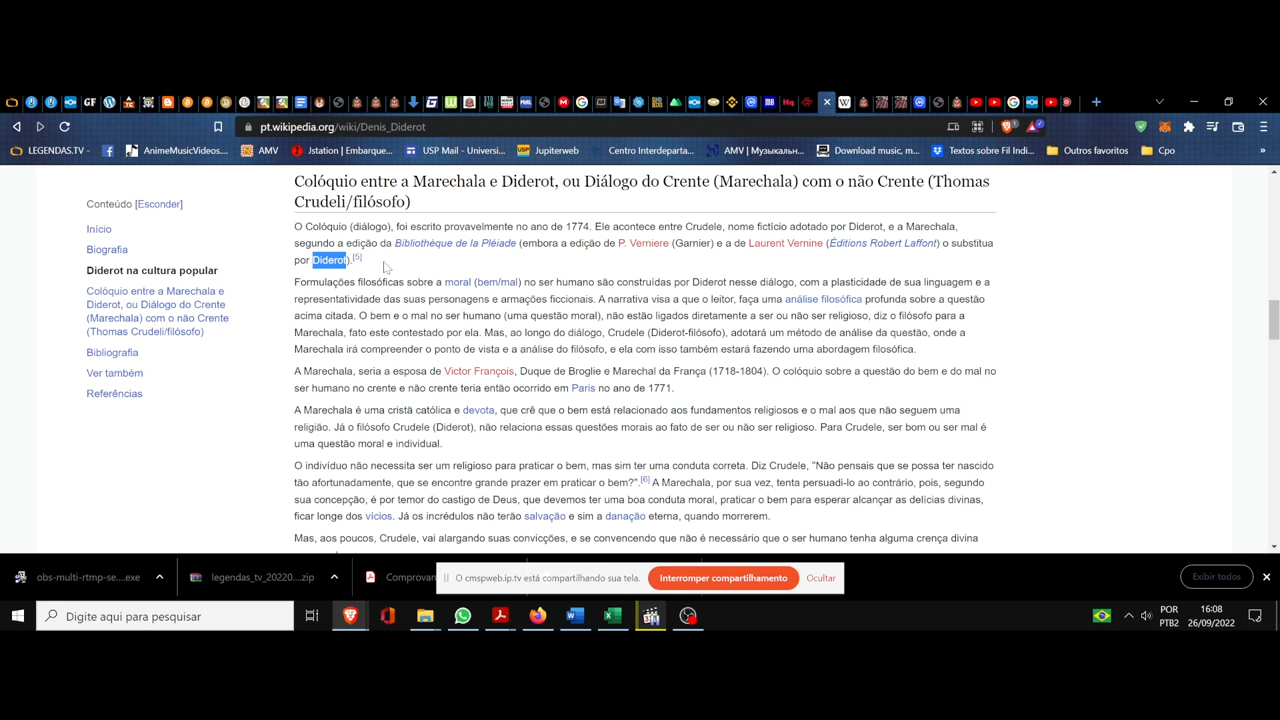 pt.wikipedia.org/wiki/Denis_Diderot
LEGENDAS.TV - C
AnimeMusicVideos...
AMV
Jstation | Embarque...
USP Mail - Universi...
Jupiterweb
Centro Interdeparta...
AMV | Музыкальн...
Download music, m...
Textos sobre Fil Indi...
Outros favoritos
Cpo
Conteúdo [Esconder]
Início
Biografia
Diderot na cultura popular
Colóquio entre a Marechala e
Diderot, ou Diálogo do Crente
(Marechala) com o não Crente
(Thomas Crudeli/filósofo)
Bibliografia
Ver também
Referências
Colóquio entre a Marechala e Diderot, ou Diálogo do Crente (Marechala) com o não Crente (Thomas
Crudeli/filósofo)
O Colóquio (diálogo), foi escrito provavelmente no ano de 1774. Ele acontece entre Crudele, nome fictício adotado por Diderot, e a Marechala,
segundo a edição da Bibliothèque de la Pléiade (embora a edição de P. Verniere (Garnier) e a de Laurent Vernine (Éditions Robert Laffont) o substitua
por Diderot).[5]
Formulações filosóficas sobre a moral (bem/mal) no ser humano são construídas por Diderot nesse diálogo, com a plasticidade de sua linguagem e a
representatividade das suas personagens e armações ficcionais. A narrativa visa a que o leitor, faça uma análise filosófica profunda sobre a questão
acima citada. O bem e o mal no ser humano (uma questão moral), não estão ligados diretamente a ser ou não ser religioso, diz o filósofo para a
Marechala, fato este contestado por ela. Mas, ao longo do diálogo, Crudele (Diderot-filósofo), adotará um método de análise da questão, onde a
Marechala irá compreender o ponto de vista e a análise do filósofo, e ela com isso também estará fazendo uma abordagem filosófica.
A Marechala, seria a esposa de Victor François, Duque de Broglie e Marechal da França (1718-1804). O colóquio sobre a questão do bem e do mal no
ser humano no crente e não crente teria então ocorrido em Paris no ano de 1771.
A Marechala é uma cristã católica e devota, que crê que o bem está relacionado aos fundamentos religiosos e o mal aos que não seguem uma
religião. Já o filósofo Crudele (Diderot), não relaciona essas questões morais ao fato de ser ou não ser religioso. Para Crudele, ser bom ou ser mal é
uma questão moral e individual.
O indivíduo não necessita ser um religioso para praticar o bem, mas sim ter uma conduta correta. Diz Crudele, "Não pensais que se possa ter nascido
tão afortunadamente, que se encontre grande prazer em praticar o bem?".[6] A Marechala, por sua vez, tenta persuadi-lo ao contrário, pois, segundo
sua concepção, é por temor do castigo de Deus, que devemos ter uma boa conduta moral, praticar o bem para esperar alcançar as delícias divinas,
ficar longe dos vícios. Já os incrédulos não terão salvação e sim a danação eterna, quando morrerem.
Mas, aos poucos, Crudele, vai alargando suas convicções, e se convencendo que não é necessário que o ser humano tenha alguma crença divina
obs-multi-rtmp-se....exe
legendas_tv_20220....zip
Comprovan
O cmspweb.ip.tv está compartilhando sua tela.
Interromper compartilhamento
Ocultar
Exibir todos
Digite aqui para pesquisar
POR
PTB2
16:08
26/09/2022